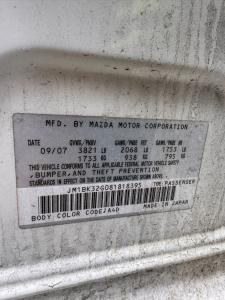 MFD. BY MAZDA MOTOR CORPORATION
GVWR/PNBV GAWR/PNBE GAWR/PNBE
09/07 3821 LB 2068 LB 1753 LB
1733 KG 938 KG 795 KG
THIS VEHICLE CONFORMS TO ALL APPLICABLE
FEDERAL MOTOR VEHICLE SAFETY,
BUMPER, AND THEFT PREVENTION
STANDARDS IN EFFECT ON THE DATE OF
MANUFACTURE SHOWN ABOVE.
JM1BK32G081818395 TYPE:PASSENGER
MADE IN JAPAN
BODY COLOR CODE:A4D